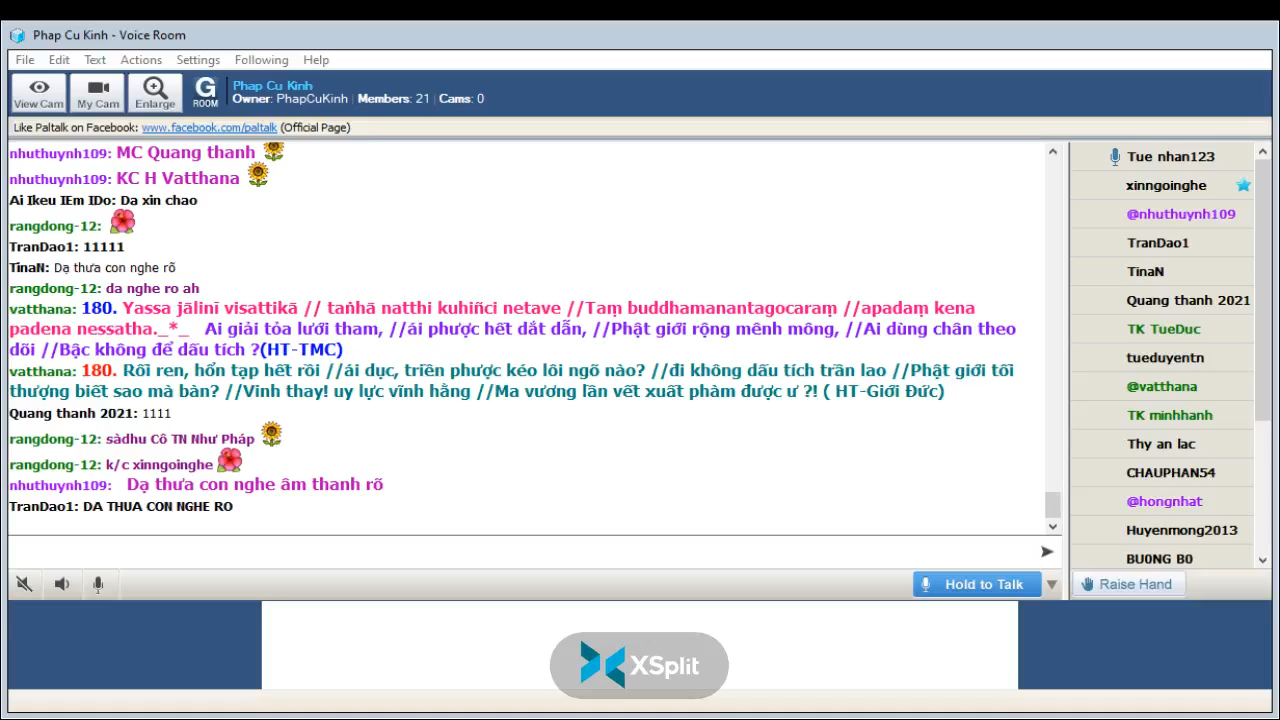 Phap Cu Kinh - Voice Room
File Edit Text Actions Settings Following Help
View Cam My Cam Enlarge G ROOM
Phap Cu Kinh
Owner: PhapCuKinh | Members: 21 | Cams: 0
Like Paltalk on Facebook: www.facebook.com/paltalk (Official Page)
nhuthuynh109: MC Quang thanh
nhuthuynh109: KC H Vatthana
Ai Ikeu IEm IDo: Dạ xin chao
rangdong-12:
TranDao1: 11111
TinaN: Dạ thưa con nghe rõ
rangdong-12: da nghe ro ah
vatthana: 180. Yassa jālinī visattikā // taṅhā natthi kuhiñci netave //Taṃ buddhamanantagocaraṃ //apadaṃ kena
padena nessatha._*_ Ai giải tỏa lưới tham, //ái phược hết dắt dẫn, //Phật giới rộng mênh mông, //Ai dùng chân theo
dõi //Bậc không để dấu tích ?(HT-TMC)
vatthana: 180. Rối ren, hổn tạp hết rồi //ái dục, triền phược kéo lôi ngõ nào? //đi không dấu tích trần lao //Phật giới tối
thượng biết sao mà bàn? //Vinh thay! uy lực vĩnh hằng //Ma vương lần vết xuất phàm được ư ?! ( HT-Giới Đức)
Quang thanh 2021: 1111
rangdong-12: sàdhu Cô TN Như Pháp
rangdong-12: k/c xinngoinghe
nhuthuynh109: Dạ thưa con nghe âm thanh rõ
TranDao1: DA THUA CON NGHE RO
Tue nhan123
xinngoinghe
@nhuthuynh109
TranDao1
TinaN
Quang thanh 2021
TK TueDuc
tueduyentn
@vatthana
TK minhhanh
Thy an lac
CHAUPHAN54
@hongnhat
Huyenmong2013
BU0NG B0
Hold to Talk
Raise Hand
XSplit